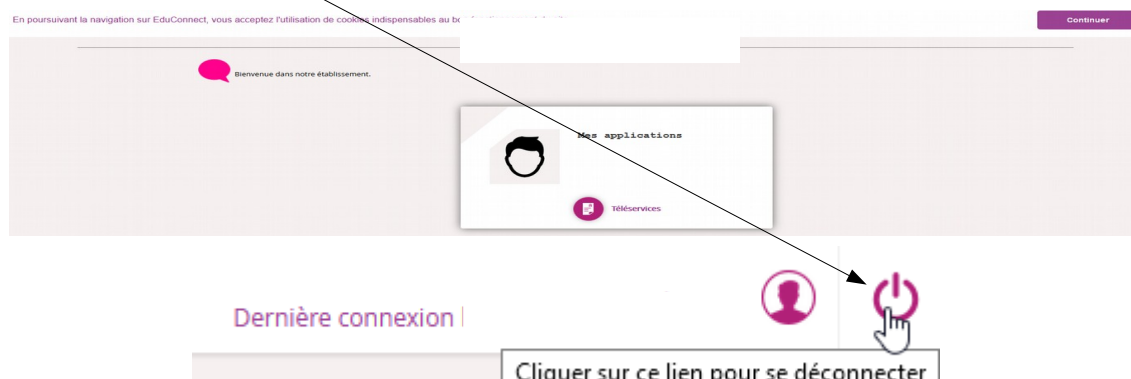 En poursuivant la navigation sur EduConnect, vous acceptez l'utilisation de cookies indispensables au
Continuer
Bienvenue dans notre établissement.
Mes applications
Téléservices
Dernière connexion
Cliquer sur ce lien pour se déconnecter